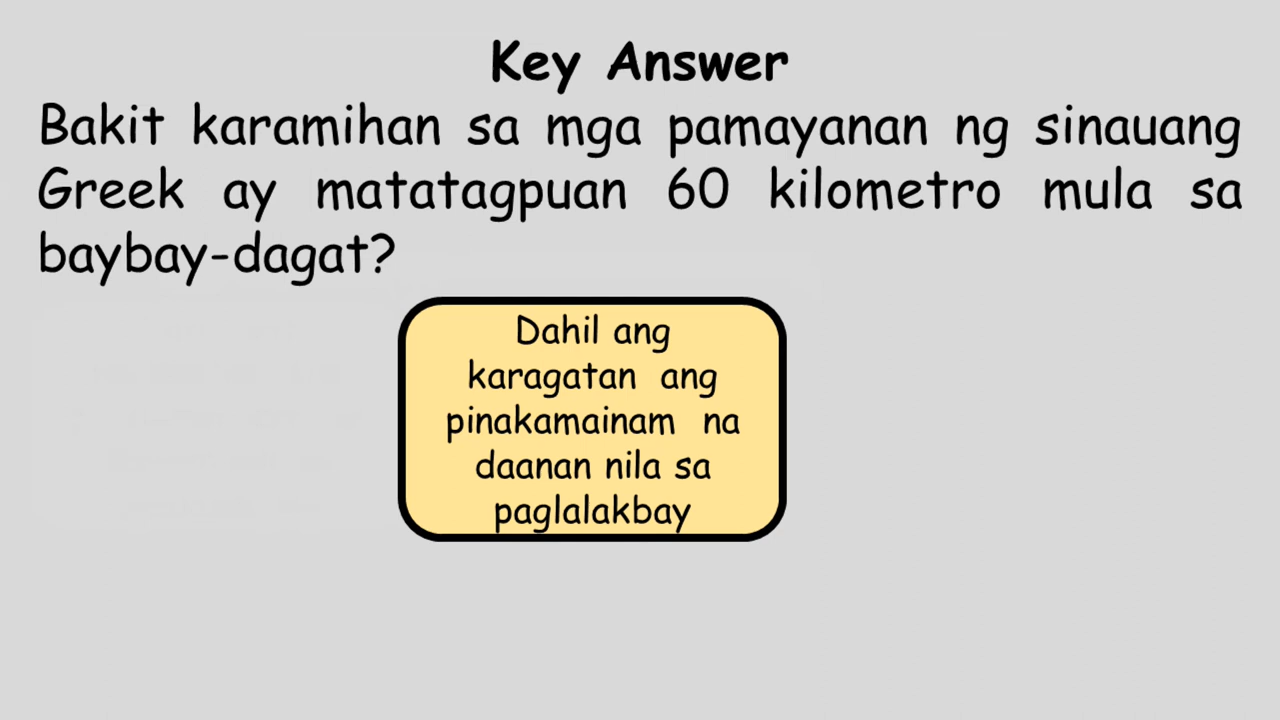 Key Answer
Bakit karamihan sa mga pamayanan ng sinauang
Greek ay matatagpuan 60 kilometro mula sa
baybay-dagat?
Dahil ang
karagatan ang
pinakamainam na
daanan nila sa
paglalakbay